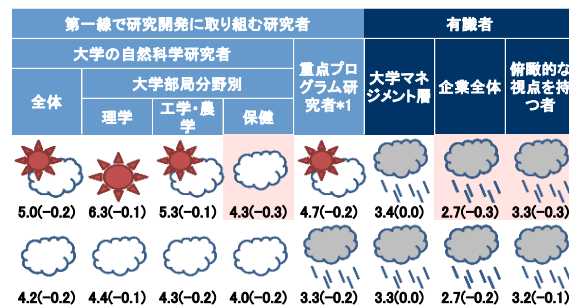 第一線で研究開発に取り組む研究者
有識者
大学の自然科学研究者
重点プロ
グラム研
究者*1
大学マネ
ジメント層
企業全体
俯瞰的な
視点を持
つ者
全体
大学部局分野別
理学
工学・農
学
保健
5.0(-0.2) 6.3(-0.1) 5.3(-0.1) 4.3(-0.3) 4.7(-0.2) 3.4(0.0) 2.7(-0.3) 3.3(-0.3)
4.2(-0.2) 4.4(-0.1) 4.3(-0.2) 4.0(-0.2) 3.3(-0.2) 3.3(0.0) 2.7(-0.2) 3.2(-0.1)